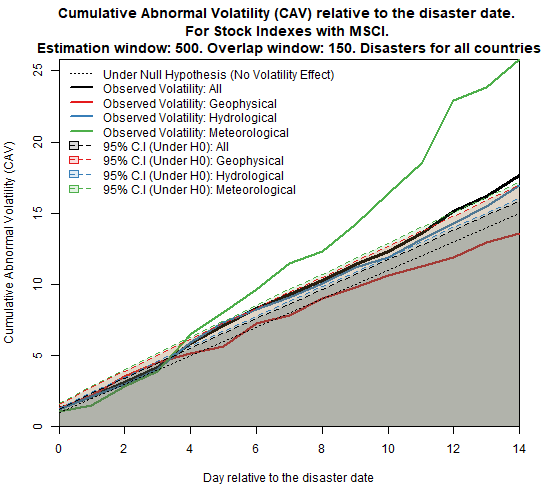 Cumulative Abnormal Volatility (CAV) relative to the disaster date.
For Stock Indexes with MSCI.
Estimation window: 500. Overlap window: 150. Disasters for all countries
Cumulative Abnormal Volatility (CAV)
25
20
15
10
5
0
Under Null Hypothesis (No Volatility Effect)
Observed Volatility: All
Observed Volatility: Geophysical
Observed Volatility: Hydrological
Observed Volatility: Meteorological
95% C.I (Under H0): All
95% C.I (Under H0): Geophysical
95% C.I (Under H0): Hydrological
95% C.I (Under H0): Meteorological
0 2 4 6 8 10 12 14
Day relative to the disaster date